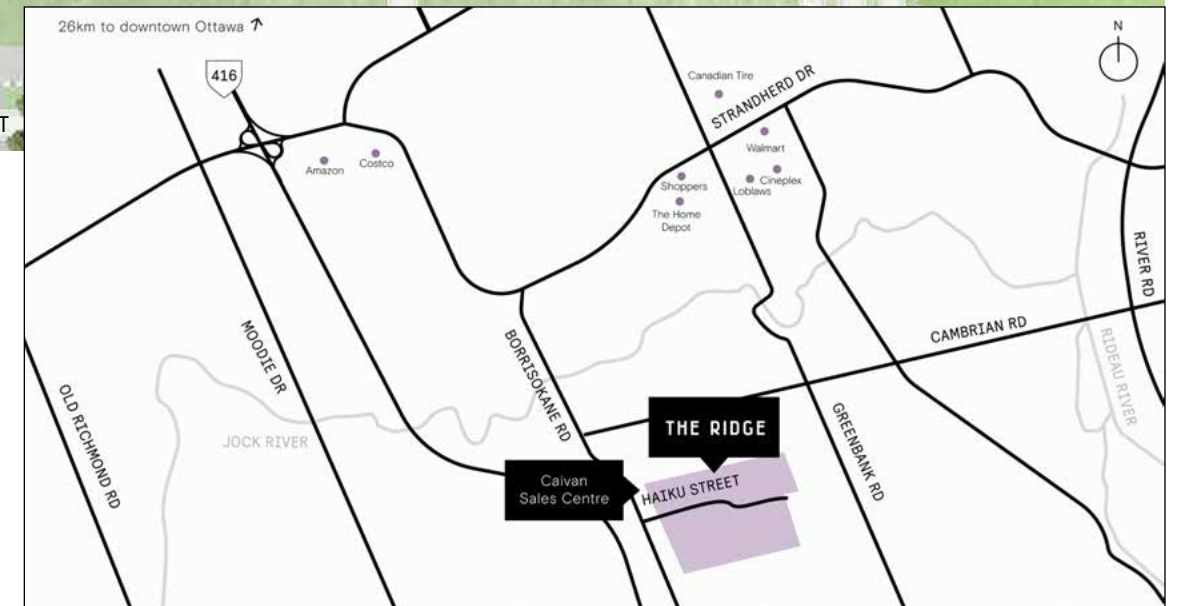 26km to downtown Ottawa
N
416
T
Canadian Tire
STRANDHERD DR
Walmart
Amazon
Costco
Shoppers
Cineplex
Loblaws
The Home
Depot
RIVER RD
CAMBRIAN RD
MOODIE DR
BORRISOKANE RD
RIDEAU RIVER
OLD RICHMOND RD
JOCK RIVER
THE RIDGE
GREENBANK RD
Caivan
Sales Centre
HAIKU STREET